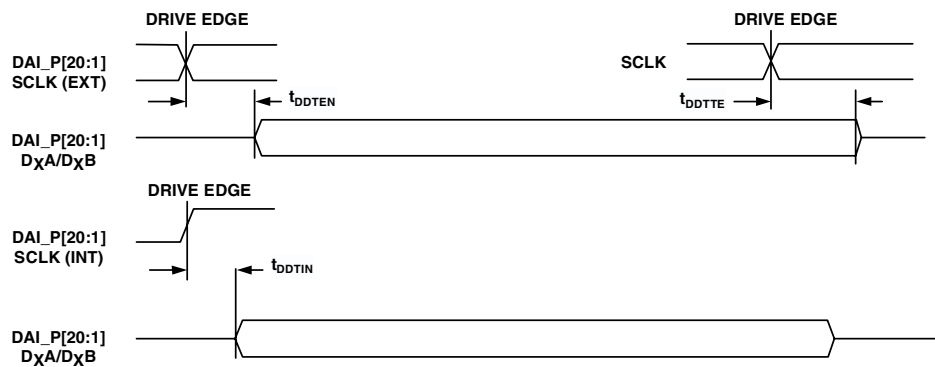 DRIVE EDGE
DRIVE EDGE
DAI_P[20:1]
SCLK (EXT)
SCLK
tDDTEN
tDDTTE
DAI_P[20:1]
DXA/DXB
DRIVE EDGE
DAI_P[20:1]
SCLK (INT)
tDDTIN
DAI_P[20:1]
DXA/DXB